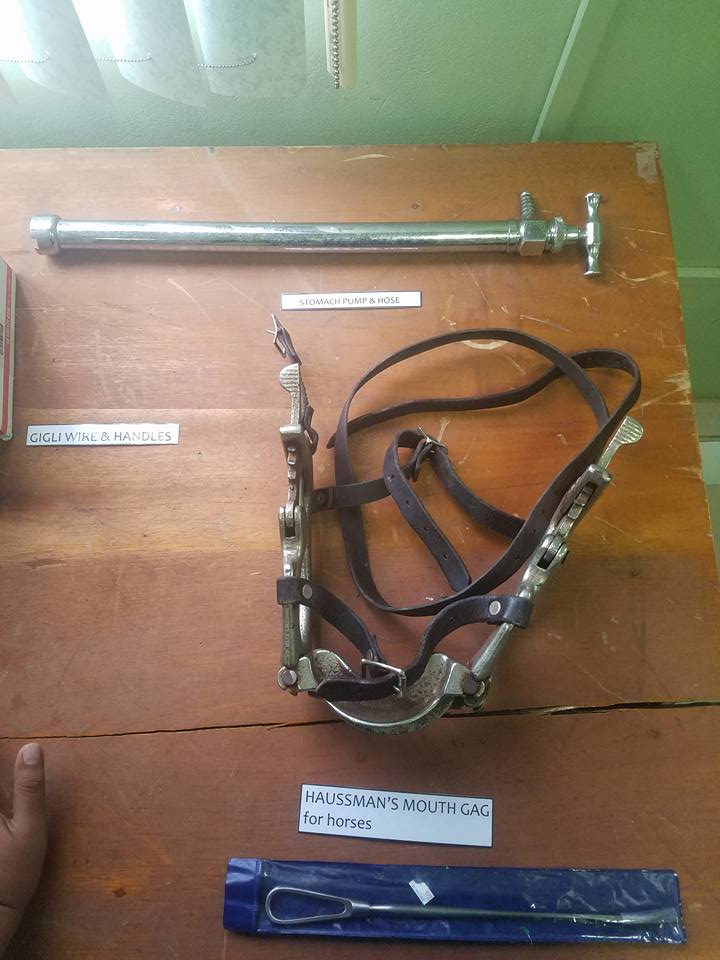 STOMACH PUMP & HOSE
GIGLI WIRE & HANDLES
HAUSSMAN'S MOUTH GAG
for horses